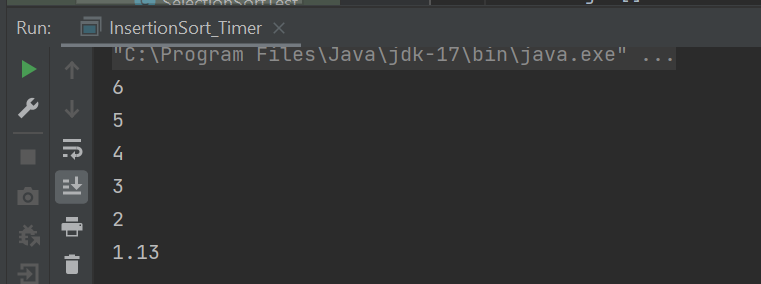 SelectionSortTest
Run: InsertionSort_Timer
"C:\Program Files\Java\jdk-17\bin\java.exe" ...
6
5
4
3
2
1.13